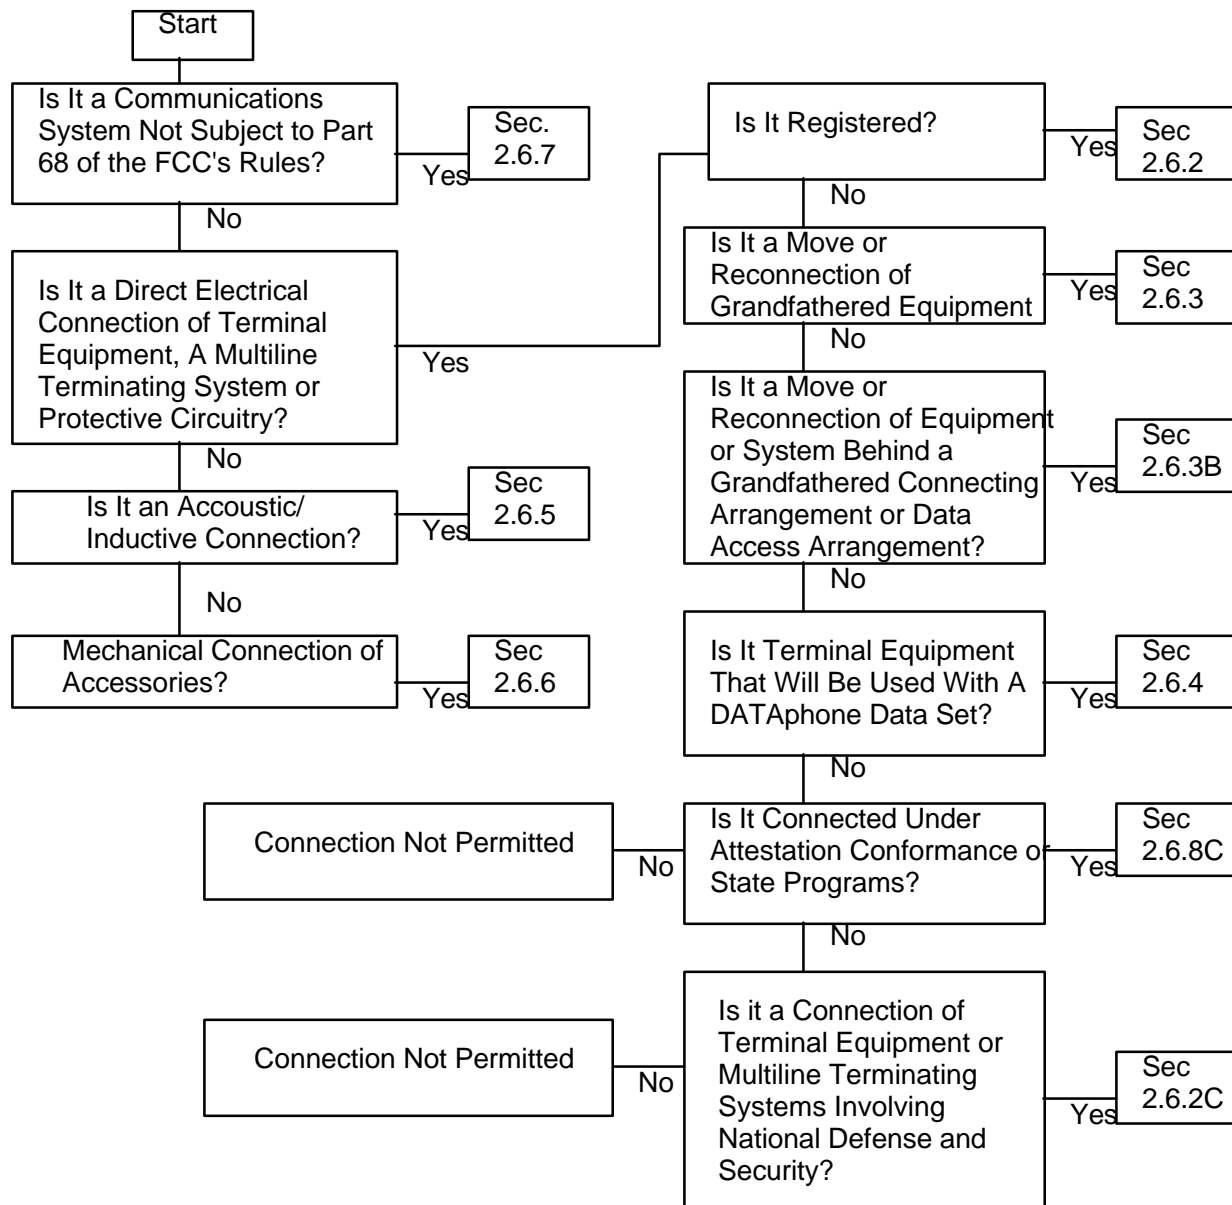 Start
Is It a Communications
System Not Subject to Part
68 of the FCC's Rules?
Yes
Sec.
2.6.7
No
Is It a Direct Electrical
Connection of Terminal
Equipment, A Multiline
Terminating System or
Protective Circuitry?
Yes
No
Is It an Accoustic/
Inductive Connection?
Yes
Sec
2.6.5
No
Mechanical Connection of
Accessories?
Yes
Sec
2.6.6
Is It Registered?
Yes
Sec
2.6.2
No
Is It a Move or
Reconnection of
Grandfathered Equipment
Yes
Sec
2.6.3
No
Is It a Move or
Reconnection of Equipment
or System Behind a
Grandfathered Connecting
Arrangement or Data
Access Arrangement?
Yes
Sec
2.6.3B
No
Is It Terminal Equipment
That Will Be Used With A
DATAphone Data Set?
Yes
Sec
2.6.4
No
Is It Connected Under
Attestation Conformance or
State Programs?
Yes
Sec
2.6.8C
No
Connection Not Permitted
No
Is it a Connection of
Terminal Equipment or
Multiline Terminating
Systems Involving
National Defense and
Security?
Yes
Sec
2.6.2C
No
Connection Not Permitted